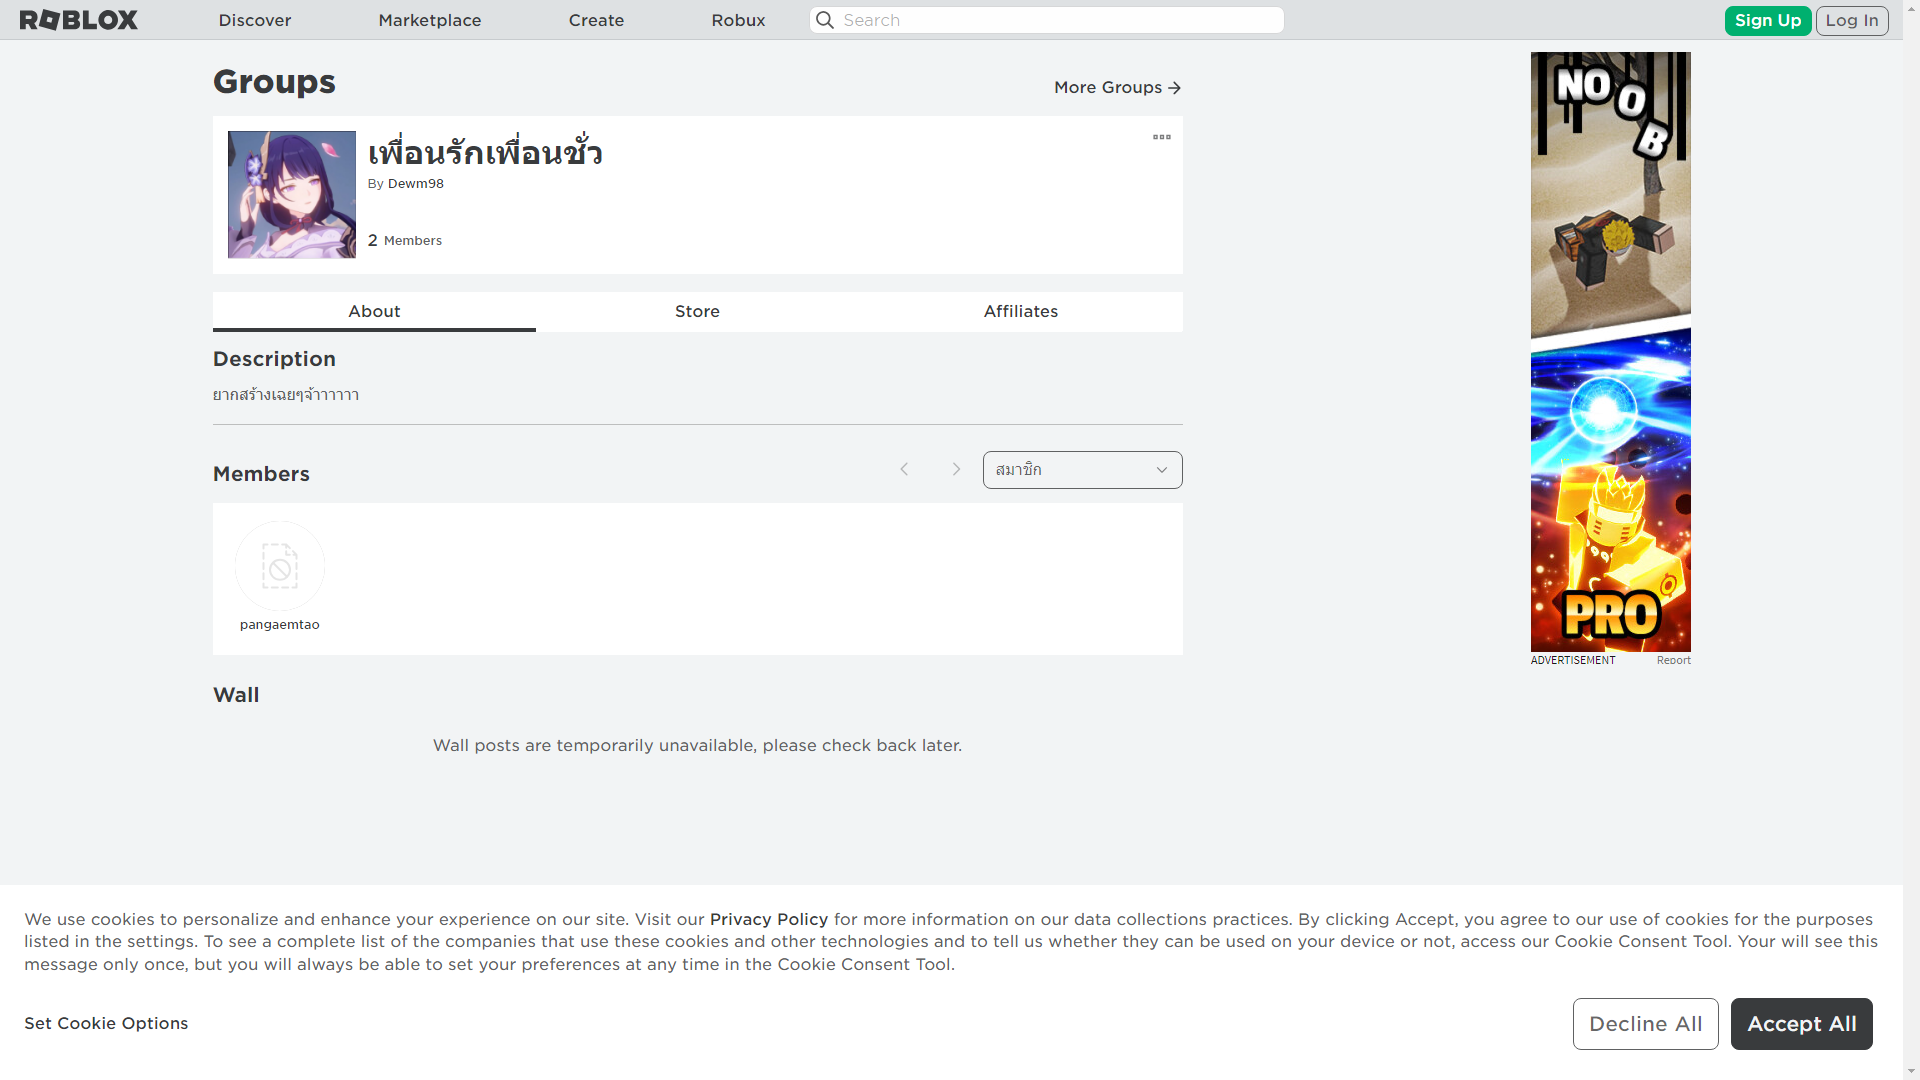 ROBLOX
Discover
Marketplace
Create
Robux
Search
Sign Up
Log In
Groups
More Groups
เพื่อนรักเพื่อนชั่ว
By Dewm98
2 Members
About
Store
Affiliates
Description
ยากสร้างเฉยๆจ้าาาาาา
Members
สมาชิก
pangaemtao
Wall
Wall posts are temporarily unavailable, please check back later.
NOOB
PRO
ADVERTISEMENT
Report
We use cookies to personalize and enhance your experience on our site. Visit our Privacy Policy for more information on our data collections practices. By clicking Accept, you agree to our use of cookies for the purposes
listed in the settings. To see a complete list of the companies that use these cookies and other technologies and to tell us whether they can be used on your device or not, access our Cookie Consent Tool. Your will see this
message only once, but you will always be able to set your preferences at any time in the Cookie Consent Tool.
Set Cookie Options
Decline All
Accept All